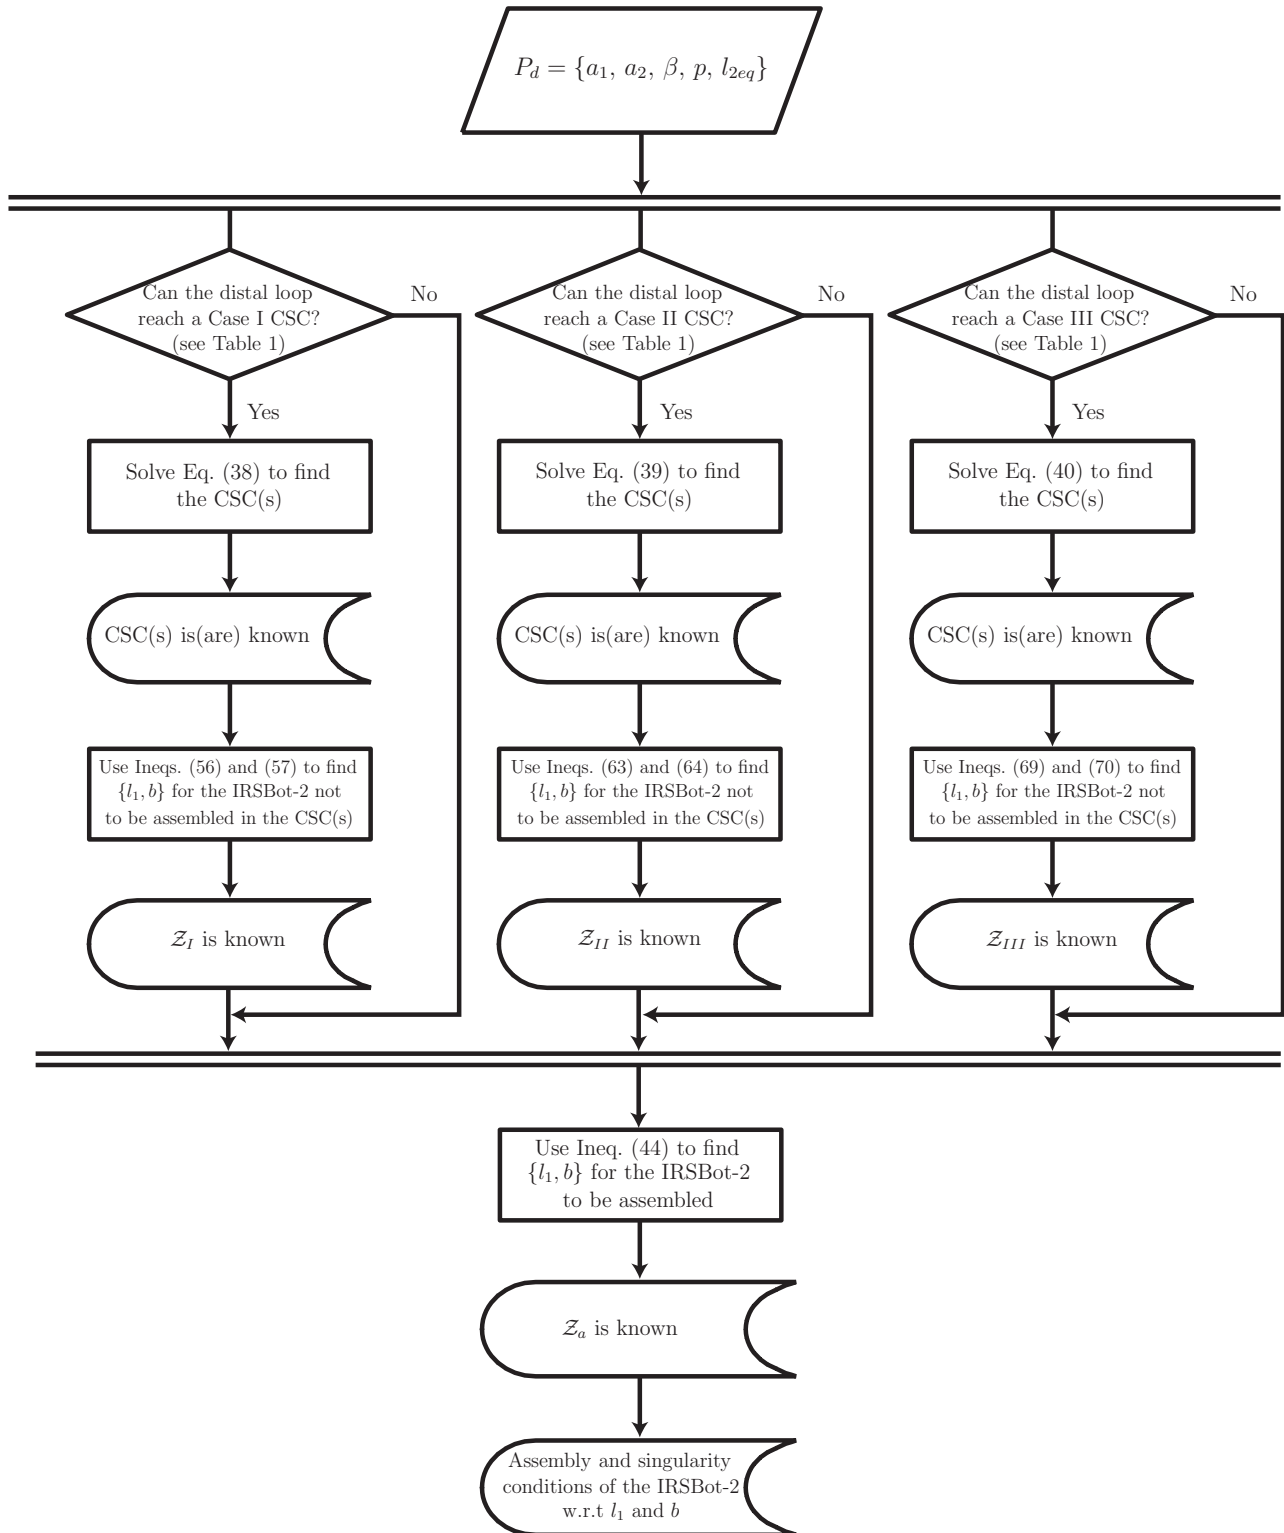 P_d = {a_1, a_2, β, p, l_{2eq}}
Can the distal loop
reach a Case I CSC?
(see Table 1)
No
Yes
Solve Eq. (38) to find
the CSC(s)
CSC(s) is(are) known
Use Ineqs. (56) and (57) to find
{l_1, b} for the IRSBot-2 not
to be assembled in the CSC(s)
𝒵_I is known
Can the distal loop
reach a Case II CSC?
(see Table 1)
No
Yes
Solve Eq. (39) to find
the CSC(s)
CSC(s) is(are) known
Use Ineqs. (63) and (64) to find
{l_1, b} for the IRSBot-2 not
to be assembled in the CSC(s)
𝒵_{II} is known
Can the distal loop
reach a Case III CSC?
(see Table 1)
No
Yes
Solve Eq. (40) to find
the CSC(s)
CSC(s) is(are) known
Use Ineqs. (69) and (70) to find
{l_1, b} for the IRSBot-2 not
to be assembled in the CSC(s)
𝒵_{III} is known
Use Ineq. (44) to find
{l_1, b} for the IRSBot-2
to be assembled
𝒵_a is known
Assembly and singularity
conditions of the IRSBot-2
w.r.t l_1 and b